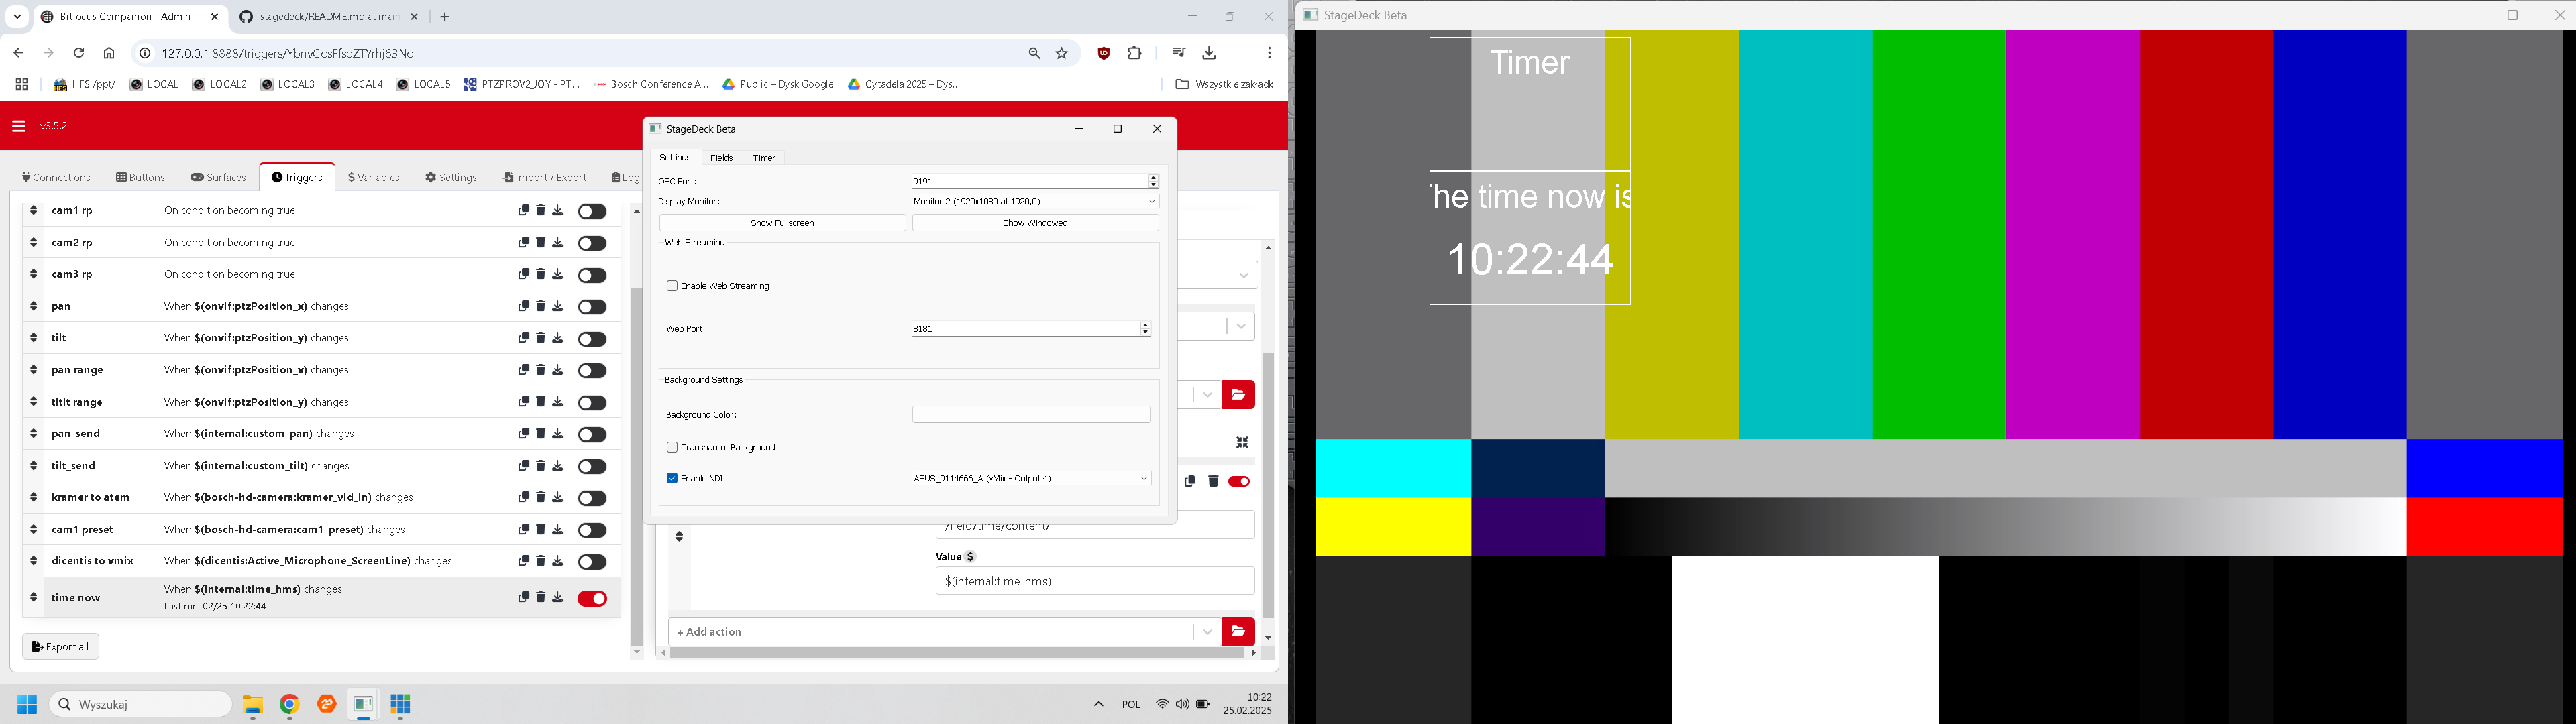 Bitfocus Companion - Admin
stagedeck/README.md at main
127.0.0.1:8888/triggers/YbnvCosFfspZTYrhj63No
HFS /ppt/
LOCAL
LOCAL2
LOCAL3
LOCAL4
LOCAL5
PTZPROV2_JOY - PT...
Bosch Conference A...
Public – Dysk Google
Cytadela 2025 – Dys...
Wszystkie zakładki
v3.5.2
Connections
Buttons
Surfaces
Triggers
Variables
Settings
Import / Export
Log
cam1 rp On condition becoming true
cam2 rp On condition becoming true
cam3 rp On condition becoming true
pan When $(onvif:ptzPosition_x) changes
tilt When $(onvif:ptzPosition_y) changes
pan range When $(onvif:ptzPosition_x) changes
titlt range When $(onvif:ptzPosition_y) changes
pan_send When $(internal:custom_pan) changes
tilt_send When $(internal:custom_tilt) changes
kramer to atem When $(bosch-hd-camera:kramer_vid_in) changes
cam1 preset When $(bosch-hd-camera:cam1_preset) changes
dicentis to vmix When $(dicentis:Active_Microphone_ScreenLine) changes
time now When $(internal:time_hms) changes
Last run: 02/25 10:22:44
Export all
StageDeck Beta
Settings
Fields
Timer
OSC Port: 9191
Display Monitor: Monitor 2 (1920x1080 at 1920,0)
Show Fullscreen
Show Windowed
Web Streaming
Enable Web Streaming
Web Port: 8181
Background Settings
Background Color:
Transparent Background
Enable NDI ASUS_9114666_A (vMix - Output 4)
/field/time/content/
Value $
$(internal:time_hms)
+ Add action
Wyszukaj
POL
10:22
25.02.2025
StageDeck Beta
Timer
The time now is
10:22:44